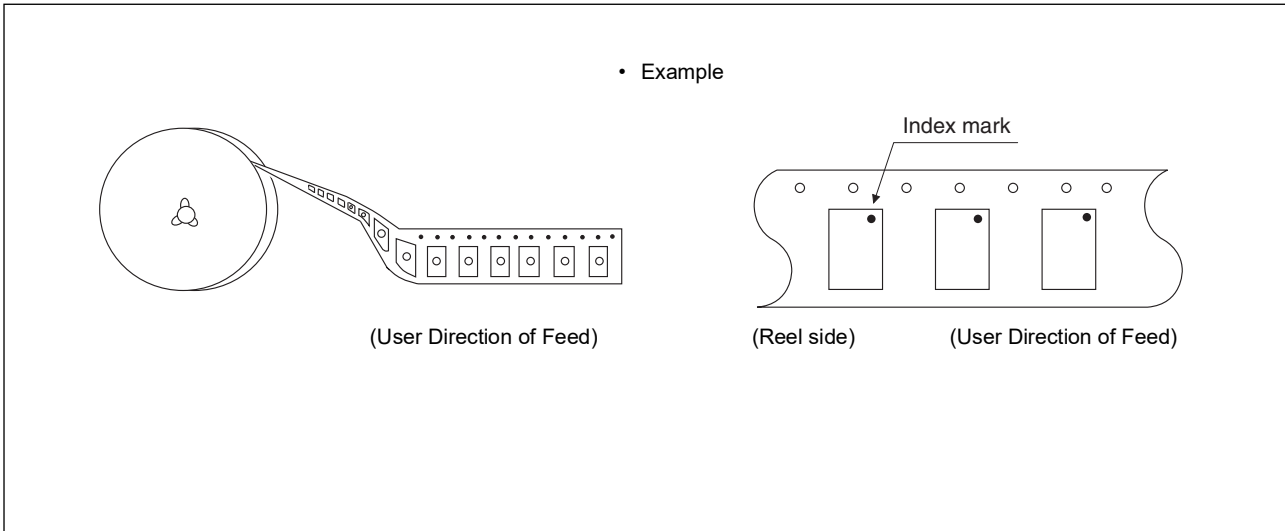 • Example
Index mark
(User Direction of Feed)
(Reel side)
(User Direction of Feed)